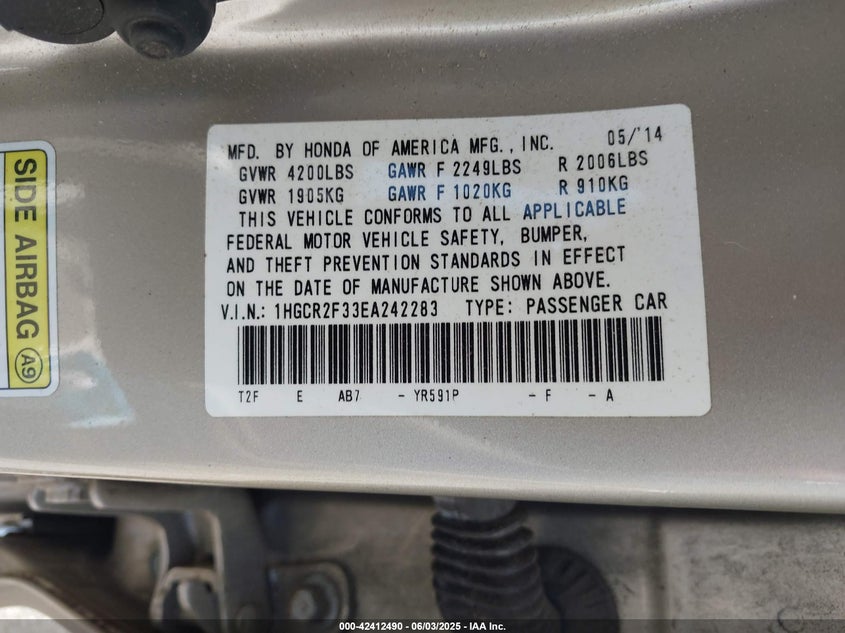 SIDE AIRBAG A9
MFD. BY HONDA OF AMERICA MFG., INC. 05/'14
GVWR 4200LBS GAWR F 2249LBS R 2006LBS
GVWR 1905KG GAWR F 1020KG R 910KG
THIS VEHICLE CONFORMS TO ALL APPLICABLE
FEDERAL MOTOR VEHICLE SAFETY, BUMPER,
AND THEFT PREVENTION STANDARDS IN EFFECT
ON THE DATE OF MANUFACTURE SHOWN ABOVE.
V.I.N.: 1HGCR2F33EA242283 TYPE: PASSENGER CAR
T2F E AB7 - YR591P - F - A
000-42412490 - 06/03/2025 - IAA Inc.